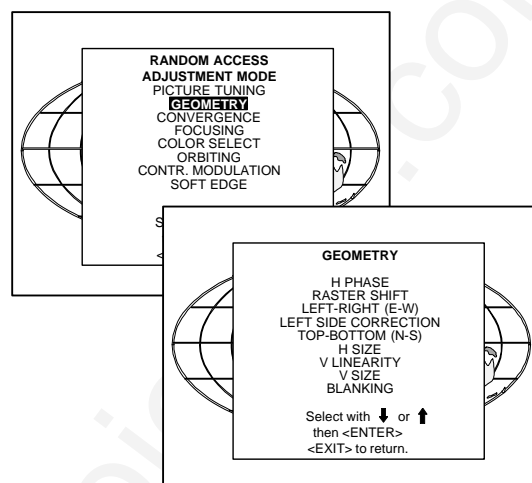 RANDOM ACCESS
ADJUSTMENT MODE
PICTURE TUNING
GEOMETRY
CONVERGENCE
FOCUSING
COLOR SELECT
ORBITING
CONTR. MODULATION
SOFT EDGE
S
<
GEOMETRY
H PHASE
RASTER SHIFT
LEFT-RIGHT (E-W)
LEFT SIDE CORRECTION
TOP-BOTTOM (N-S)
H SIZE
V LINEARITY
V SIZE
BLANKING
Select with ⬇ or ⬆
then <ENTER>
<EXIT> to return.